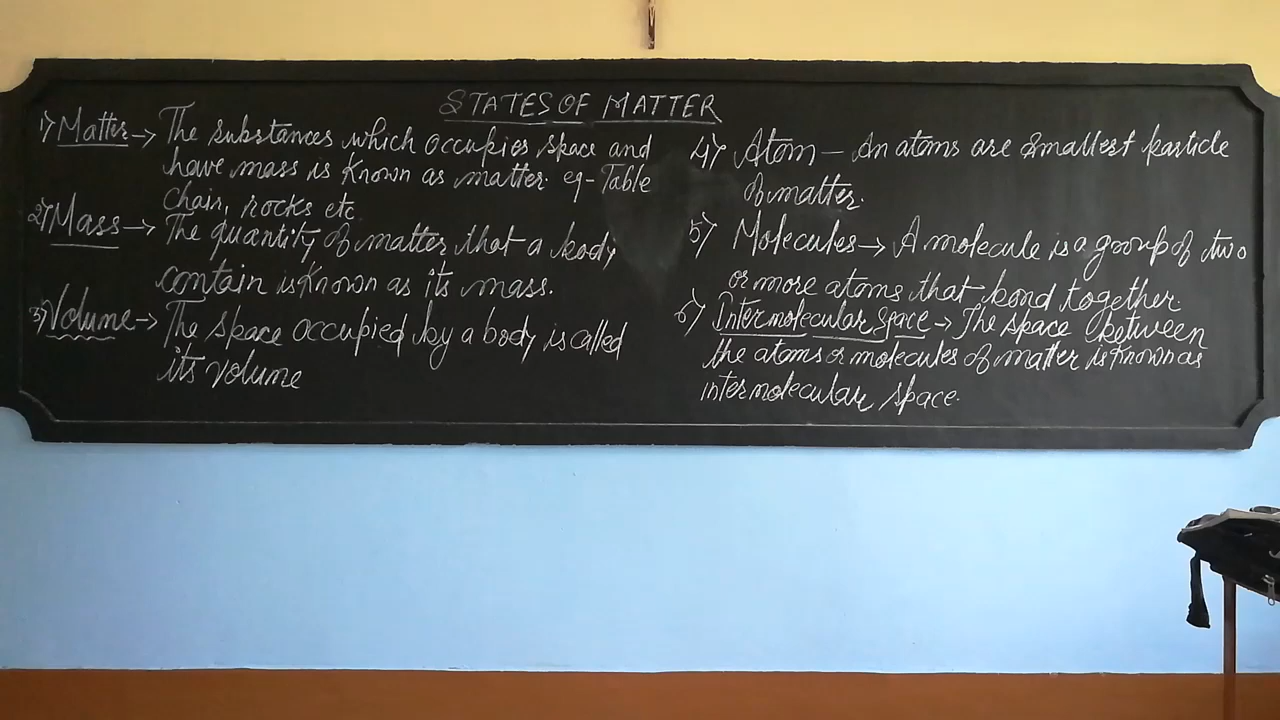 STATES OF MATTER
1) Matter → The substances which occupies space and
have mass is known as matter. eg- Table
chair, rocks etc
2) Mass → The quantity of matter that a body
contain is known as its mass.
3) Volume → The space occupied by a body is called
its volume
4) Atom - An atoms are smallest particle
of matter.
5) Molecules → A molecule is a group of two
or more atoms that bond together.
6) Intermolecular space → The space between
the atoms or molecules of matter is known as
intermolecular space.